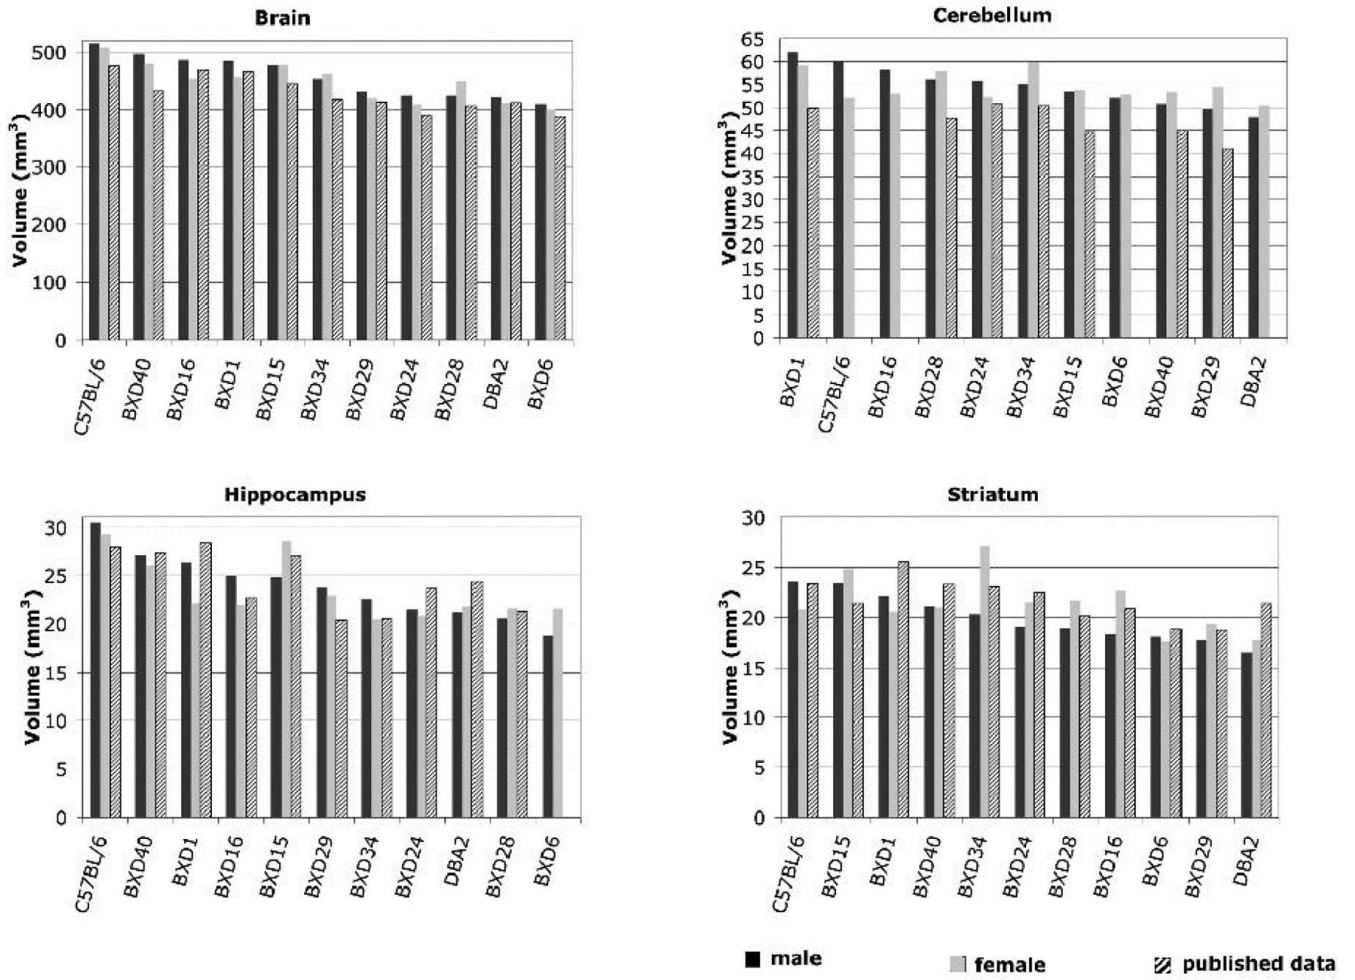 Brain
Volume (mm³)
500
400
300
200
100
0
C57BL/6
BXD40
BXD16
BXD1
BXD15
BXD34
BXD29
BXD24
BXD28
DBA2
BXD6
Cerebellum
Volume (mm³)
65
60
55
50
45
40
35
30
25
20
15
10
5
0
BXD1
C57BL/6
BXD16
BXD28
BXD24
BXD34
BXD15
BXD6
BXD40
BXD29
DBA2
Hippocampus
Volume (mm³)
30
25
20
15
10
5
0
C57BL/6
BXD40
BXD1
BXD16
BXD15
BXD29
BXD34
BXD24
DBA2
BXD28
BXD6
Striatum
Volume (mm³)
30
25
20
15
10
5
0
C57BL/6
BXD15
BXD1
BXD40
BXD34
BXD24
BXD28
BXD16
BXD6
BXD29
DBA2
male female published data